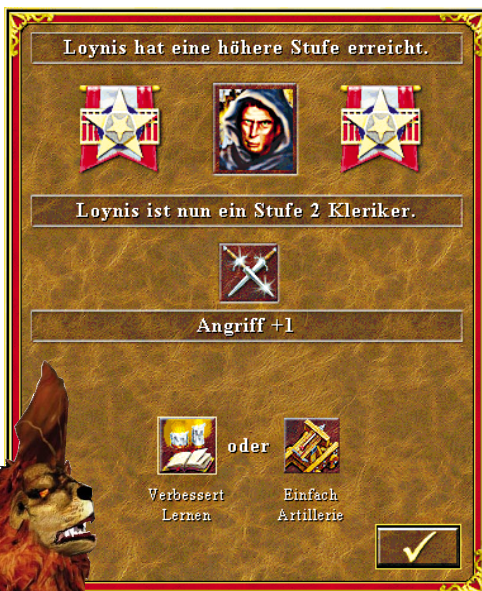 Loynis hat eine höhere Stufe erreicht.
Loynis ist nun ein Stufe 2 Kleriker.
Angriff +1
oder
Verbessert
Lernen
Einfach
Artillerie